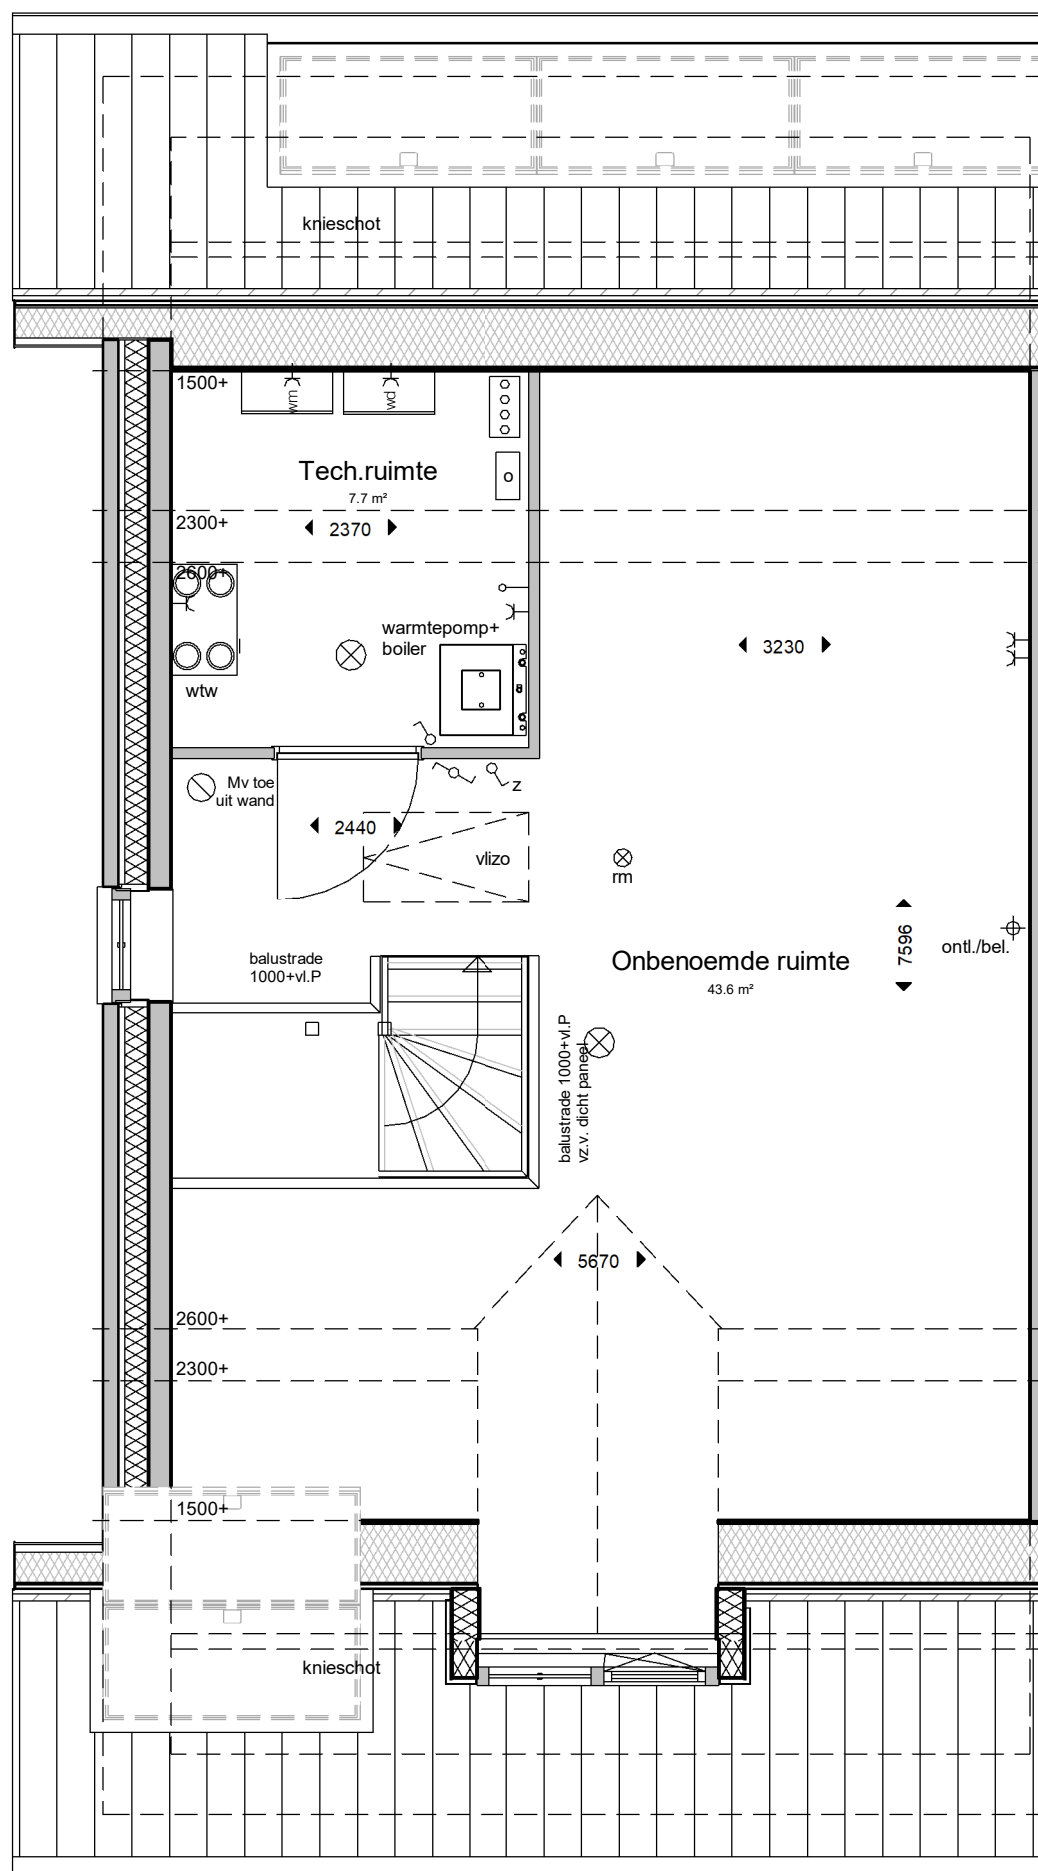 knieschot
1500+
wm
wd
Tech.ruimte
7.7 m²
2300+
2370
2600+
warmtepomp+
boiler
3230
wtw
Mv toe
uit wand
z
2440
vlizo
rm
balustrade
1000+vl.P
Onbenoemde ruimte
43.6 m²
7596
ontl./bel.
balustrade 1000+vl.P
vz.v. dicht paneel
5670
2600+
2300+
1500+
knieschot